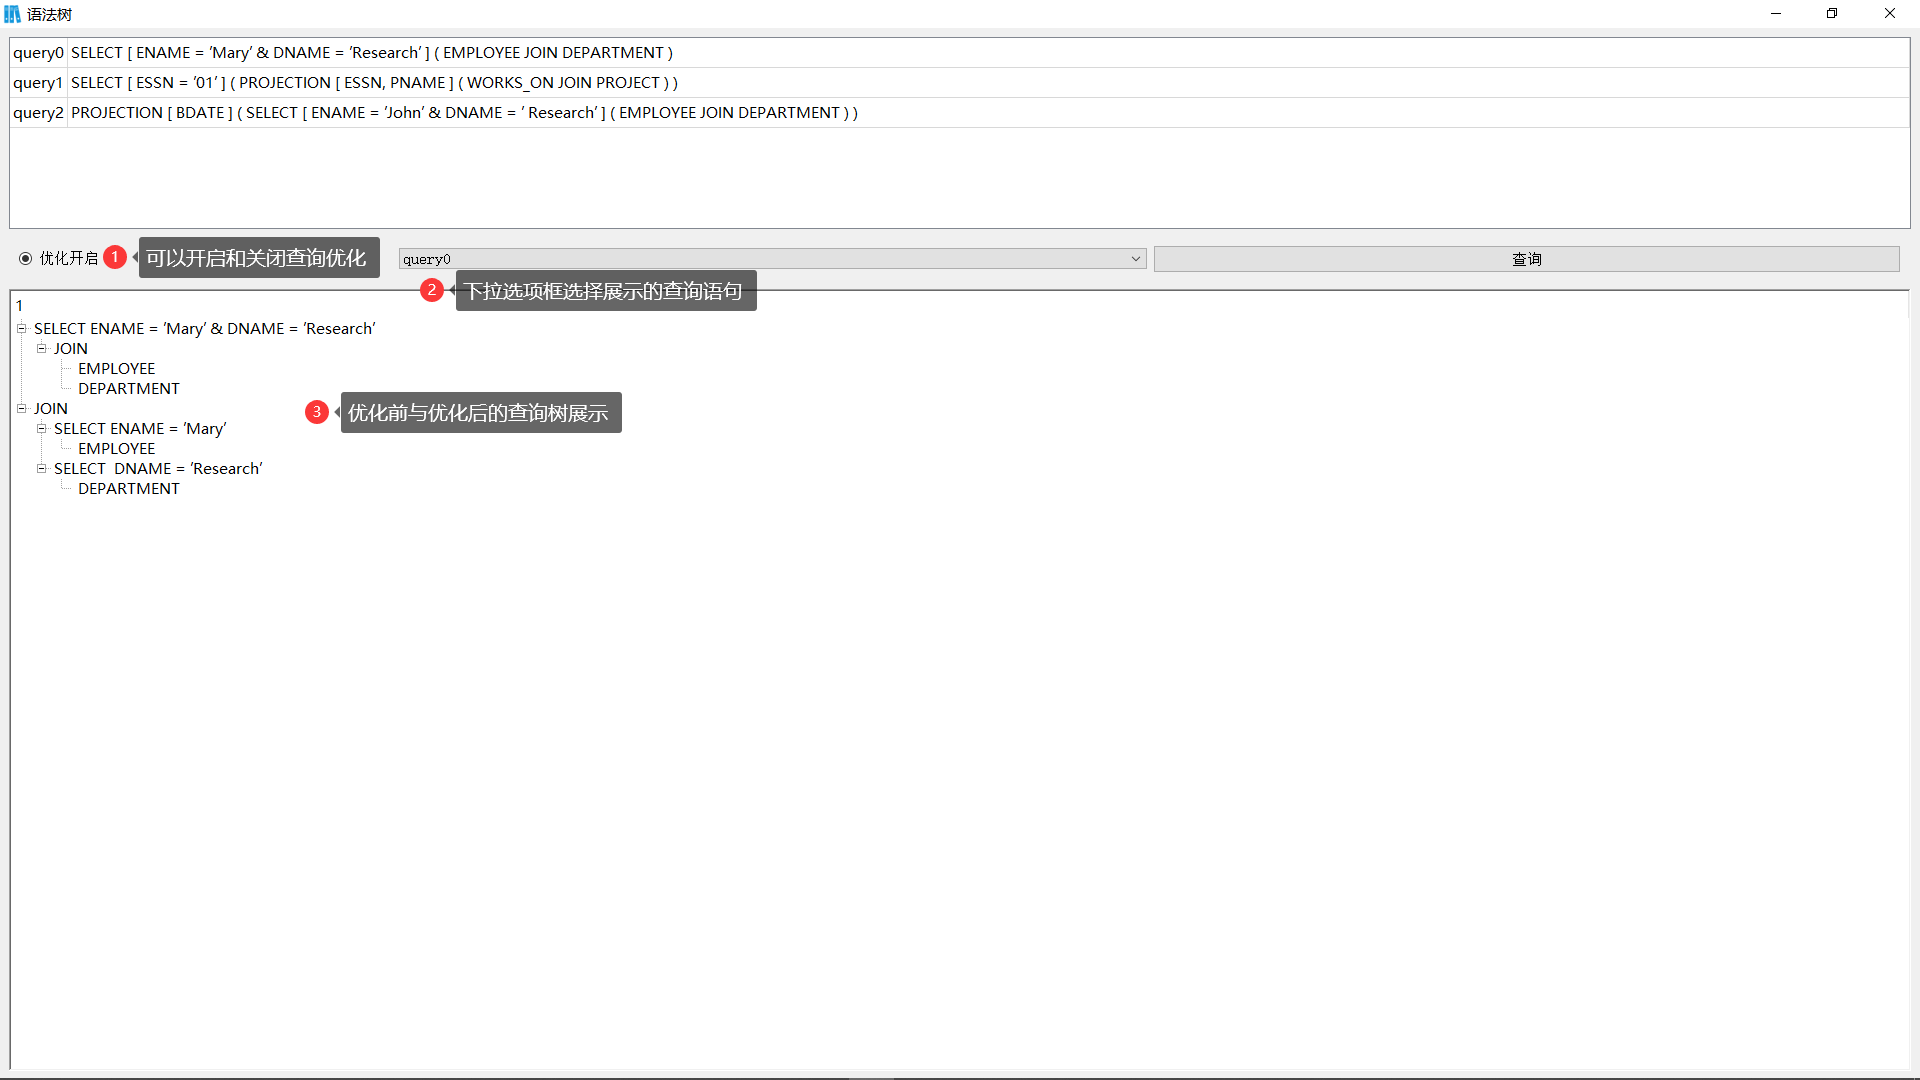 语法树
query0 SELECT [ ENAME = 'Mary' & DNAME = 'Research' ] ( EMPLOYEE JOIN DEPARTMENT )
query1 SELECT [ ESSN = '01' ] ( PROJECTION [ ESSN, PNAME ] ( WORKS_ON JOIN PROJECT ) )
query2 PROJECTION [ BDATE ] ( SELECT [ ENAME = 'John' & DNAME = ' Research' ] ( EMPLOYEE JOIN DEPARTMENT ) )
优化开启 1 可以开启和关闭查询优化 query0 查询
2 下拉选项框选择展示的查询语句
1
SELECT ENAME = 'Mary' & DNAME = 'Research'
JOIN
EMPLOYEE
DEPARTMENT
JOIN
3 优化前与优化后的查询树展示
SELECT ENAME = 'Mary'
EMPLOYEE
SELECT  DNAME = 'Research'
DEPARTMENT